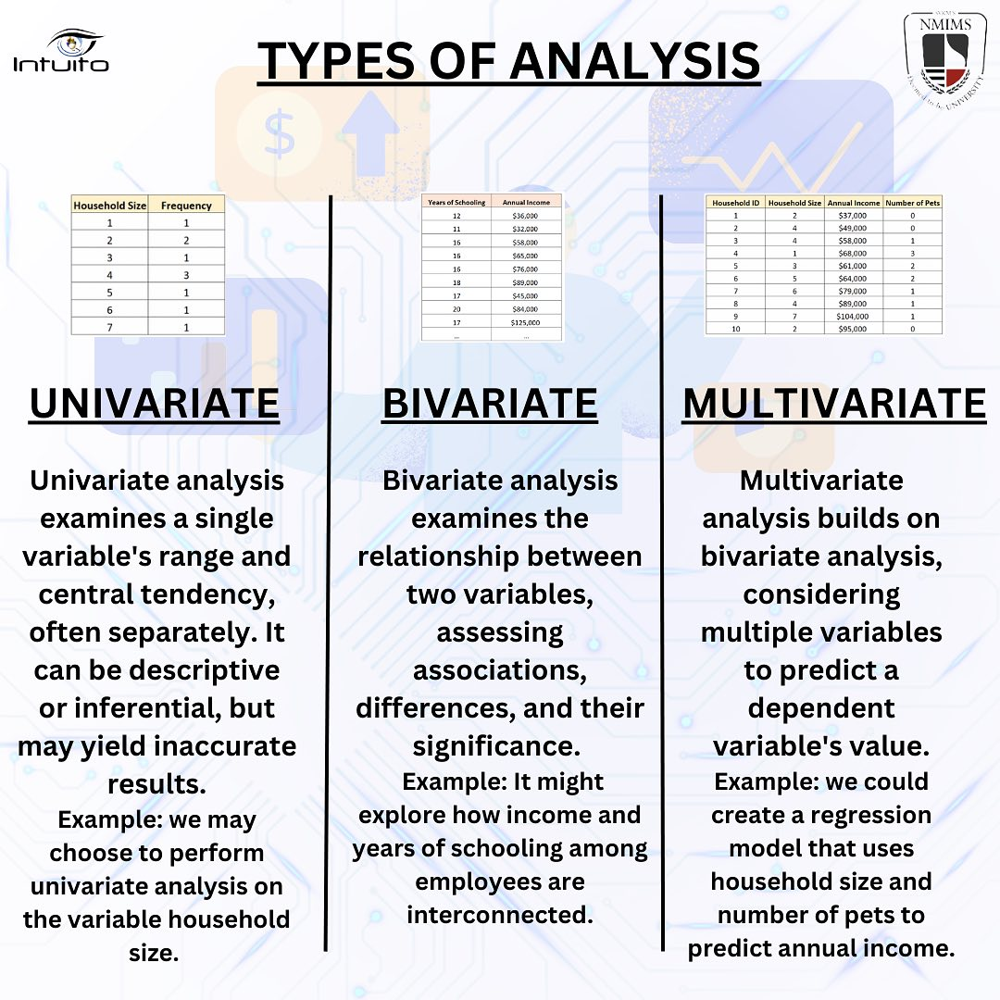 Intuito
TYPES OF ANALYSIS
SVKM'S
NMIMS
Deemed to be UNIVERSITY
$
Household Size Frequency
1 1
2 2
3 1
4 3
5 1
6 1
7 1
Years of Schooling Annual Income
12 $36,000
11 $32,000
16 $58,000
16 $65,000
16 $76,000
18 $89,000
17 $45,000
20 $84,000
17 $125,000
... ...
Household ID Household Size Annual Income Number of Pets
1 2 $37,000 0
2 4 $49,000 0
3 4 $58,000 1
4 1 $68,000 3
5 3 $61,000 2
6 5 $64,000 2
7 6 $79,000 1
8 4 $89,000 1
9 7 $104,000 1
10 2 $95,000 0
UNIVARIATE
Univariate analysis
examines a single
variable's range and
central tendency,
often separately. It
can be descriptive
or inferential, but
may yield inaccurate
results.
Example: we may
choose to perform
univariate analysis on
the variable household
size.
BIVARIATE
Bivariate analysis
examines the
relationship between
two variables,
assessing
associations,
differences, and their
significance.
Example: It might
explore how income and
years of schooling among
employees are
interconnected.
MULTIVARIATE
Multivariate
analysis builds on
bivariate analysis,
considering
multiple variables
to predict a
dependent
variable's value.
Example: we could
create a regression
model that uses
household size and
number of pets to
predict annual income.